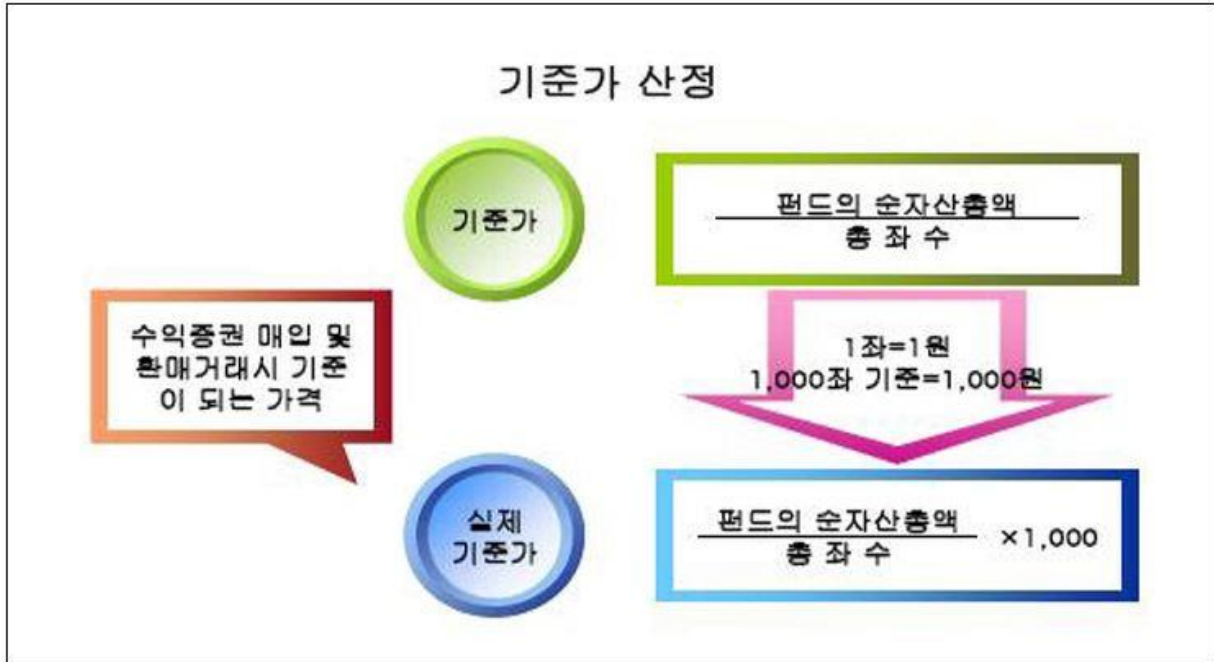 기준가 산정
기준가
펀드의 순자산총액
총 좌 수
수익증권 매입 및
환매거래시 기준
이 되는 가격
1좌=1원
1,000좌 기준=1,000원
실제
기준가
펀드의 순자산총액
총 좌 수
×1,000